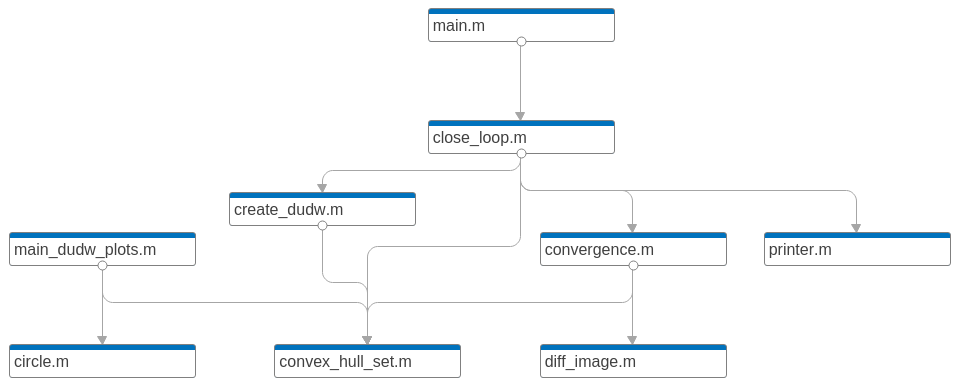 main.m
close_loop.m
create_dudw.m
main_dudw_plots.m
convergence.m
printer.m
circle.m
convex_hull_set.m
diff_image.m